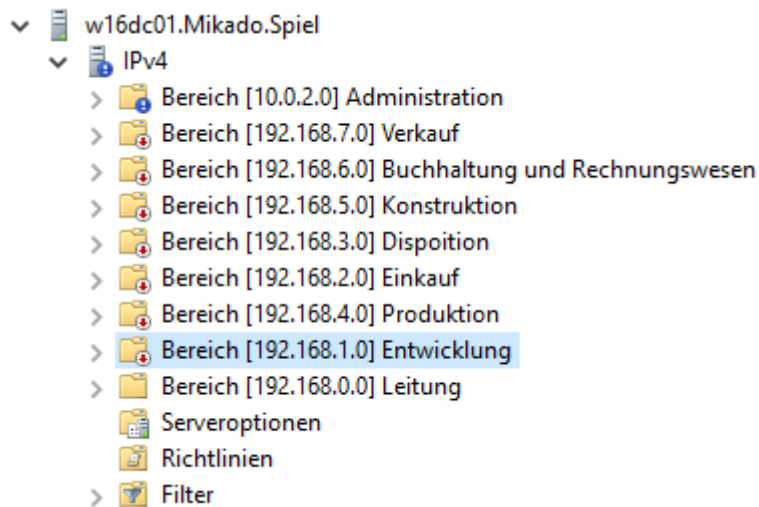 w16dc01.Mikado.Spiel
IPv4
Bereich [10.0.2.0] Administration
Bereich [192.168.7.0] Verkauf
Bereich [192.168.6.0] Buchhaltung und Rechnungswesen
Bereich [192.168.5.0] Konstruktion
Bereich [192.168.3.0] Dispoition
Bereich [192.168.2.0] Einkauf
Bereich [192.168.4.0] Produktion
Bereich [192.168.1.0] Entwicklung
Bereich [192.168.0.0] Leitung
Serveroptionen
Richtlinien
Filter